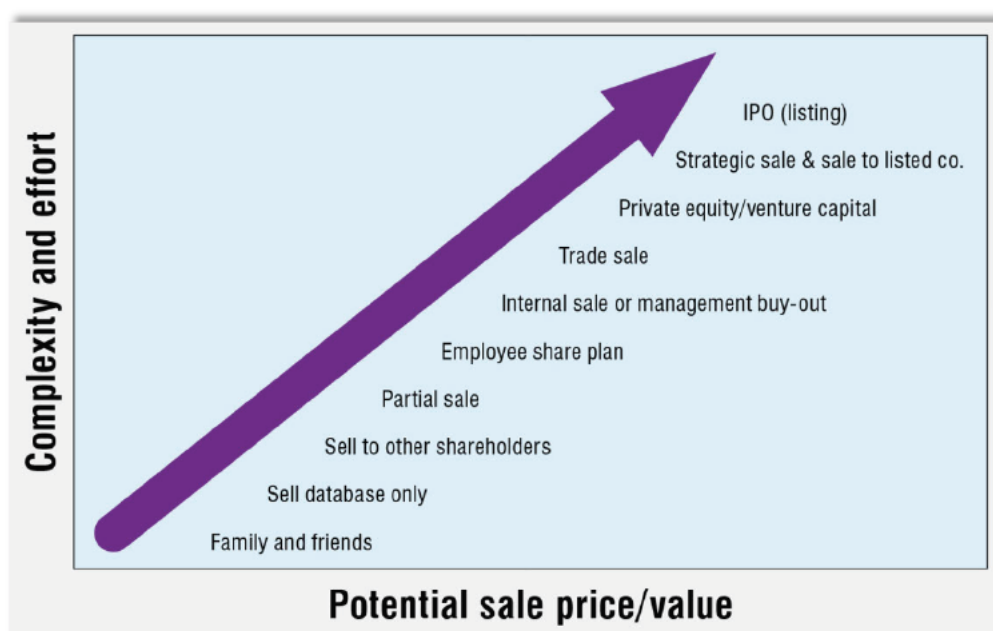 Complexity and effort
IPO (listing)
Strategic sale & sale to listed co.
Private equity/venture capital
Trade sale
Internal sale or management buy-out
Employee share plan
Partial sale
Sell to other shareholders
Sell database only
Family and friends
Potential sale price/value